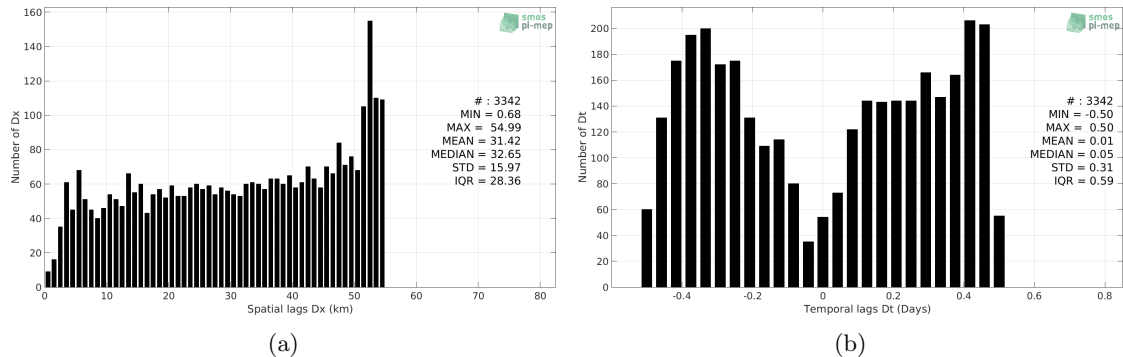 smos
pi-mep
160
140
120
100
80
60
40
20
0
Number of Dx
# : 3342
MIN = 0.68
MAX = 54.99
MEAN = 31.42
MEDIAN = 32.65
STD = 15.97
IQR = 28.36
0 10 20 30 40 50 60 70 80
Spatial lags Dx (km)
(a)
smos
pi-mep
200
180
160
140
120
100
80
60
40
20
0
Number of Dt
# : 3342
MIN = -0.50
MAX = 0.50
MEAN = 0.01
MEDIAN = 0.05
STD = 0.31
IQR = 0.59
-0.4 -0.2 0 0.2 0.4 0.6 0.8
Temporal lags Dt (Days)
(b)